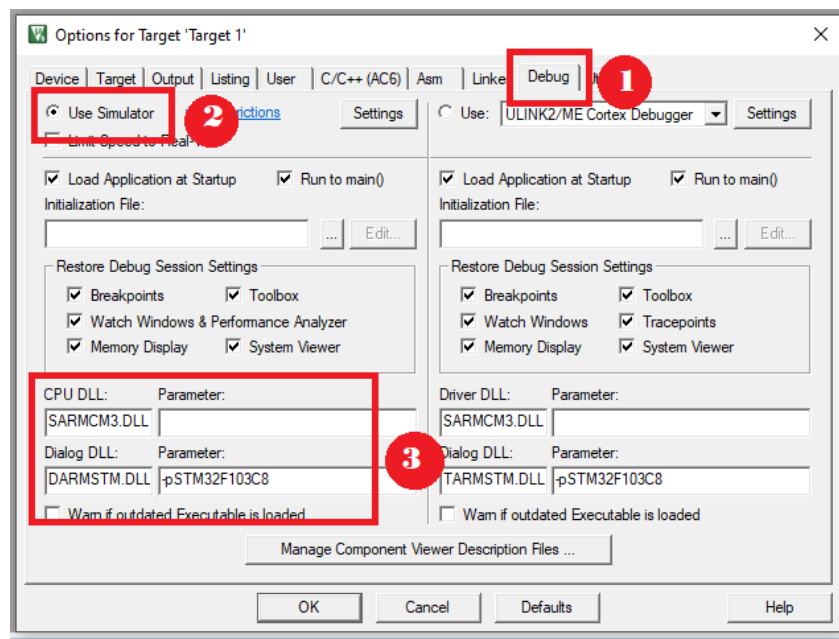 Options for Target 'Target 1'
Device Target Output Listing User C/C++ (AC6) Asm Linke Debug
1
Use Simulator
2
Settings
Use: ULINK2/ME Cortex Debugger Settings
Load Application at Startup Run to main()
Load Application at Startup Run to main()
Initialization File:
Initialization File:
... Edit...
... Edit...
Restore Debug Session Settings
Restore Debug Session Settings
Breakpoints Toolbox
Breakpoints Toolbox
Watch Windows & Performance Analyzer
Watch Windows Tracepoints
Memory Display System Viewer
Memory Display System Viewer
CPU DLL: Parameter:
Driver DLL: Parameter:
SARMCM3.DLL
SARMCM3.DLL
Dialog DLL: Parameter:
3
Dialog DLL: Parameter:
DARMSTM.DLL -pSTM32F103C8
TARMSTM.DLL -pSTM32F103C8
Warn if outdated Executable is loaded
Warn if outdated Executable is loaded
Manage Component Viewer Description Files ...
OK Cancel Defaults Help